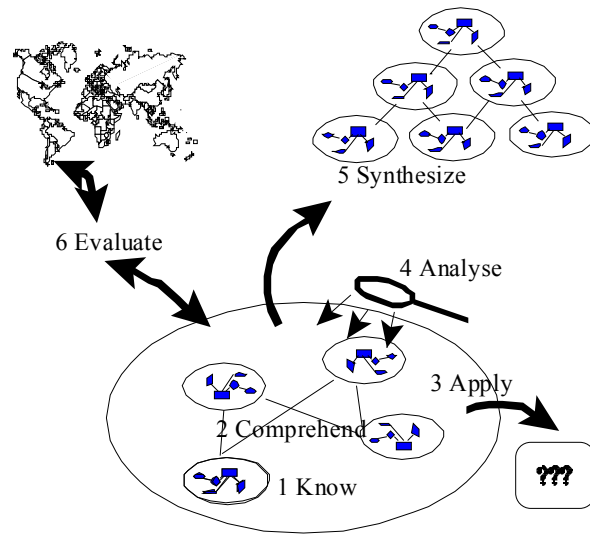 5 Synthesize
6 Evaluate
4 Analyse
3 Apply
2 Comprehend
1 Know
???